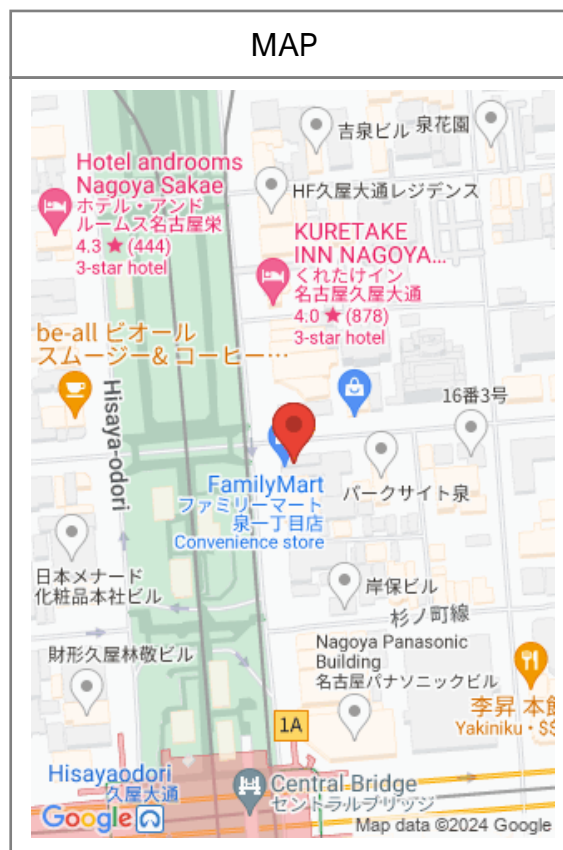 MAP
吉泉ビル
泉花園
Hotel androoms
Nagoya Sakae
ホテル・アンド
ルームス名古屋栄
4.3 ★ (444)
3-star hotel
HF久屋大通レジデンス
KURETAKE
INN NAGOYA...
くれたけイン
名古屋久屋大通
4.0 ★ (878)
3-star hotel
be-all ビオール
スムージー& コーヒー…
Hisaya-odori
16番3号
FamilyMart
ファミリーマート
泉一丁目店
Convenience store
パークサイト泉
日本メナード
化粧品本社ビル
岸保ビル
杉ノ町線
財形久屋林敬ビル
Nagoya Panasonic
Building
名古屋パナソニックビル
李昇 本館
Yakiniku・$$
1A
Hisayaodori
久屋大通
Central Bridge
セントラルブリッジ
Google
Map data ©2024 Google